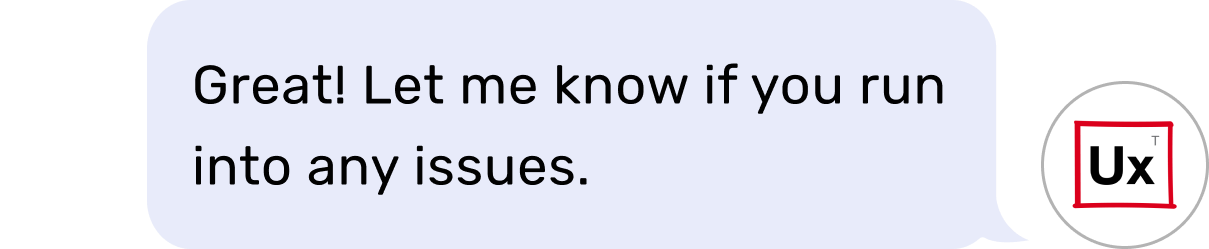 Great! Let me know if you run
into any issues.
Ux
T